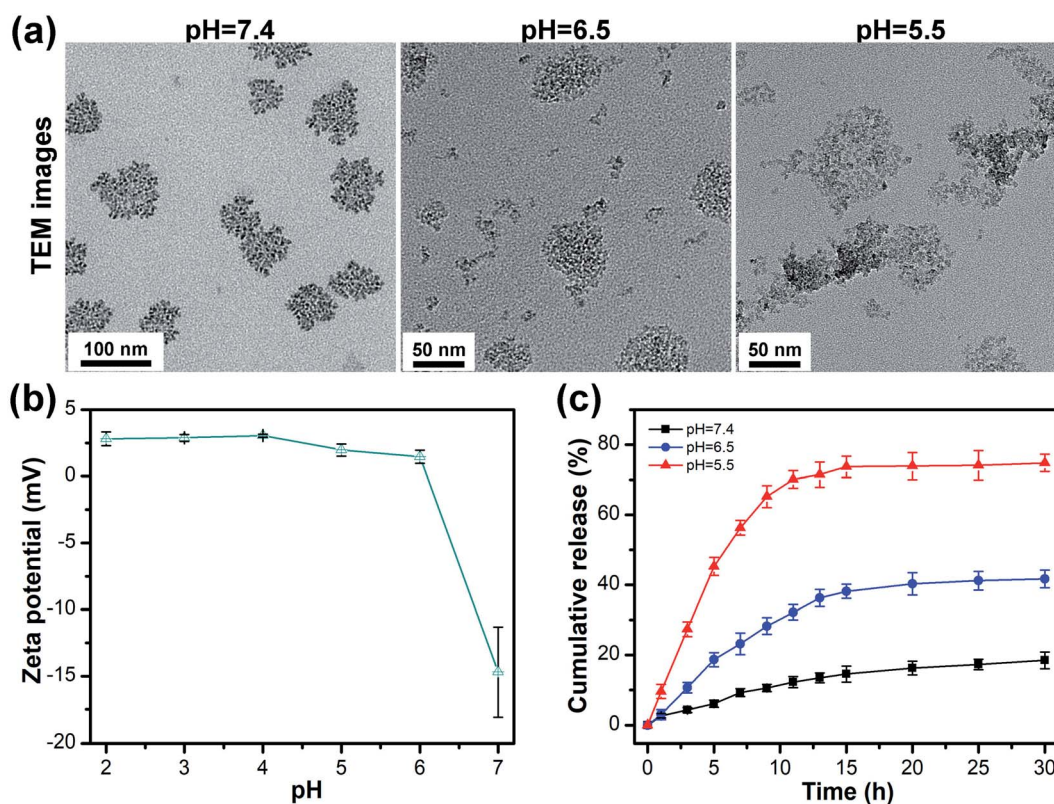 (a)
pH=7.4
pH=6.5
pH=5.5
TEM images
100 nm
50 nm
50 nm
(b)
Zeta potential (mV)
5
0
-5
-10
-15
-20
2 3 4 5 6 7
pH
(c)
Cumulative release (%)
80
60
40
20
0
pH=7.4
pH=6.5
pH=5.5
0 5 10 15 20 25 30
Time (h)